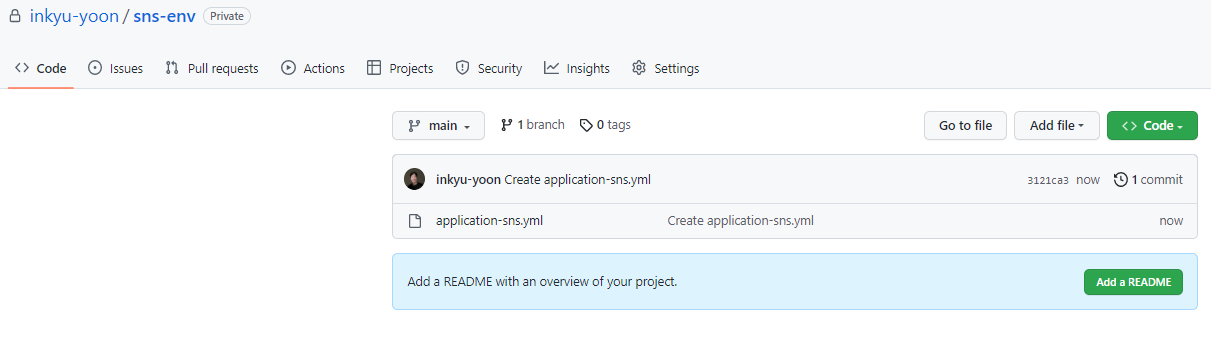 inkyu-yoon / sns-env Private
<> Code Issues Pull requests Actions Projects Security Insights Settings
main 1 branch 0 tags Go to file Add file <> Code
inkyu-yoon Create application-sns.yml 3121ca3 now 1 commit
application-sns.yml Create application-sns.yml now
Add a README with an overview of your project. Add a README